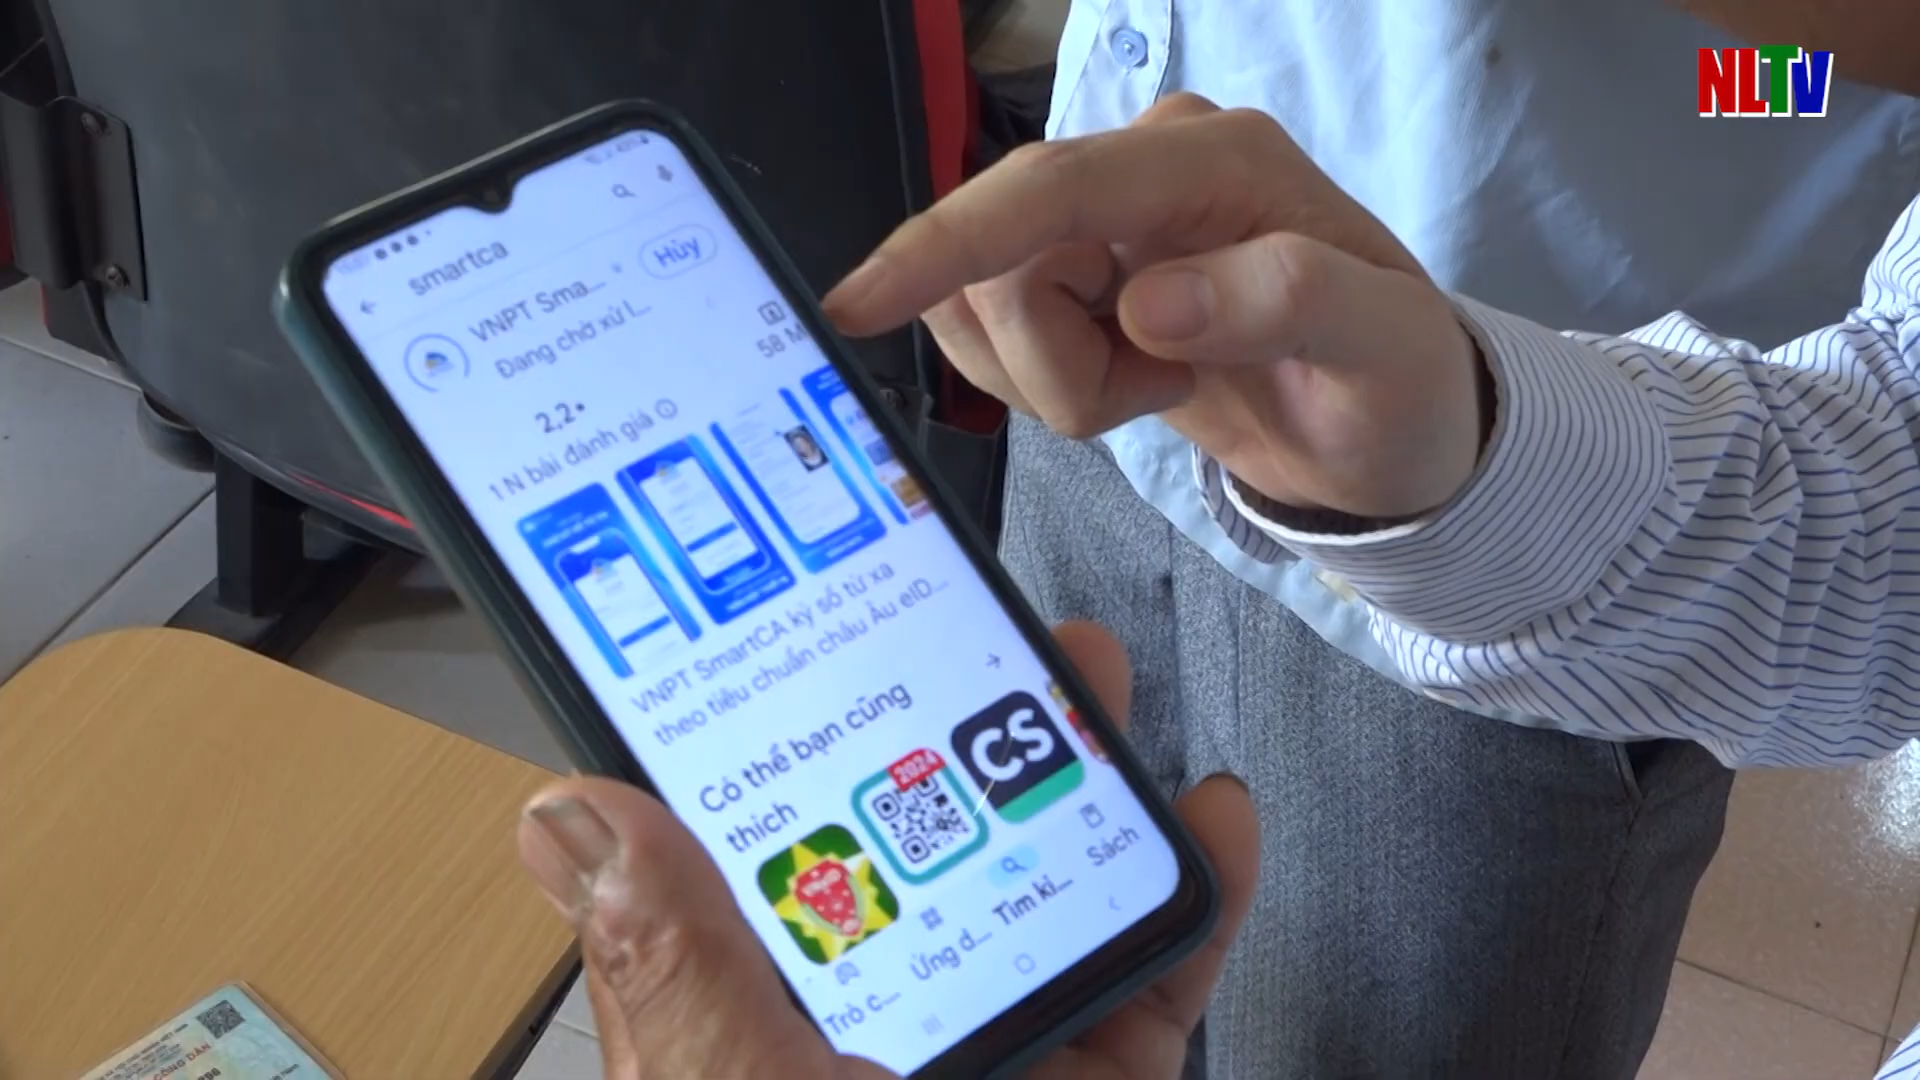 NLTV
smartca
VNPT Sma...
Hủy
Đang chờ xử l...
2,2
58 M
1 N bài đánh giá
VNPT SmartCA ký số từ xa
theo tiêu chuẩn châu Âu eID...
Có thể bạn cũng
thích
2024
CS
Trò c...
Ứng d...
Tìm ki...
Sách
CÔNG DÂN